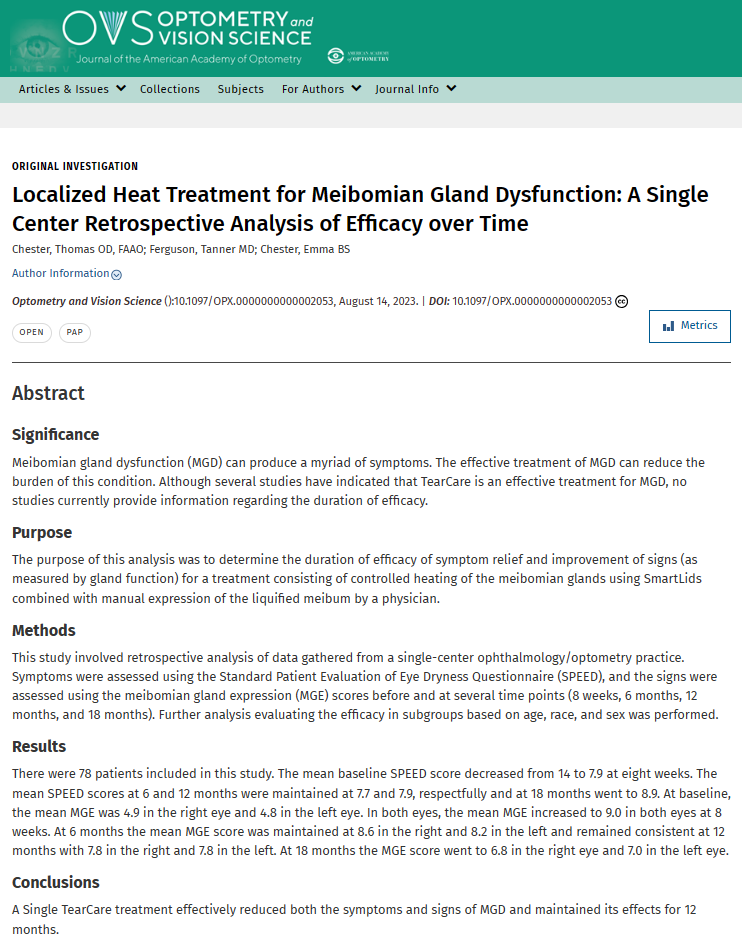 OVS OPTOMETRY and
VISION SCIENCE
Journal of the American Academy of Optometry
AMERICAN ACADEMY
of OPTOMETRY
Articles & Issues Collections Subjects For Authors Journal Info
ORIGINAL INVESTIGATION
Localized Heat Treatment for Meibomian Gland Dysfunction: A Single
Center Retrospective Analysis of Efficacy over Time
Chester, Thomas OD, FAAO; Ferguson, Tanner MD; Chester, Emma BS
Author Information
Optometry and Vision Science ():10.1097/OPX.0000000000002053, August 14, 2023. | DOI: 10.1097/OPX.0000000000002053 cc
OPEN PAP
Metrics
Abstract
Significance
Meibomian gland dysfunction (MGD) can produce a myriad of symptoms. The effective treatment of MGD can reduce the
burden of this condition. Although several studies have indicated that TearCare is an effective treatment for MGD, no
studies currently provide information regarding the duration of efficacy.
Purpose
The purpose of this analysis was to determine the duration of efficacy of symptom relief and improvement of signs (as
measured by gland function) for a treatment consisting of controlled heating of the meibomian glands using SmartLids
combined with manual expression of the liquified meibum by a physician.
Methods
This study involved retrospective analysis of data gathered from a single-center ophthalmology/optometry practice.
Symptoms were assessed using the Standard Patient Evaluation of Eye Dryness Questionnaire (SPEED), and the signs were
assessed using the meibomian gland expression (MGE) scores before and at several time points (8 weeks, 6 months, 12
months, and 18 months). Further analysis evaluating the efficacy in subgroups based on age, race, and sex was performed.
Results
There were 78 patients included in this study. The mean baseline SPEED score decreased from 14 to 7.9 at eight weeks. The
mean SPEED scores at 6 and 12 months were maintained at 7.7 and 7.9, respectfully and at 18 months went to 8.9. At baseline,
the mean MGE was 4.9 in the right eye and 4.8 in the left eye. In both eyes, the mean MGE increased to 9.0 in both eyes at 8
weeks. At 6 months the mean MGE score was maintained at 8.6 in the right and 8.2 in the left and remained consistent at 12
months with 7.8 in the right and 7.8 in the left. At 18 months the MGE score went to 6.8 in the right eye and 7.0 in the left eye.
Conclusions
A Single TearCare treatment effectively reduced both the symptoms and signs of MGD and maintained its effects for 12
months.